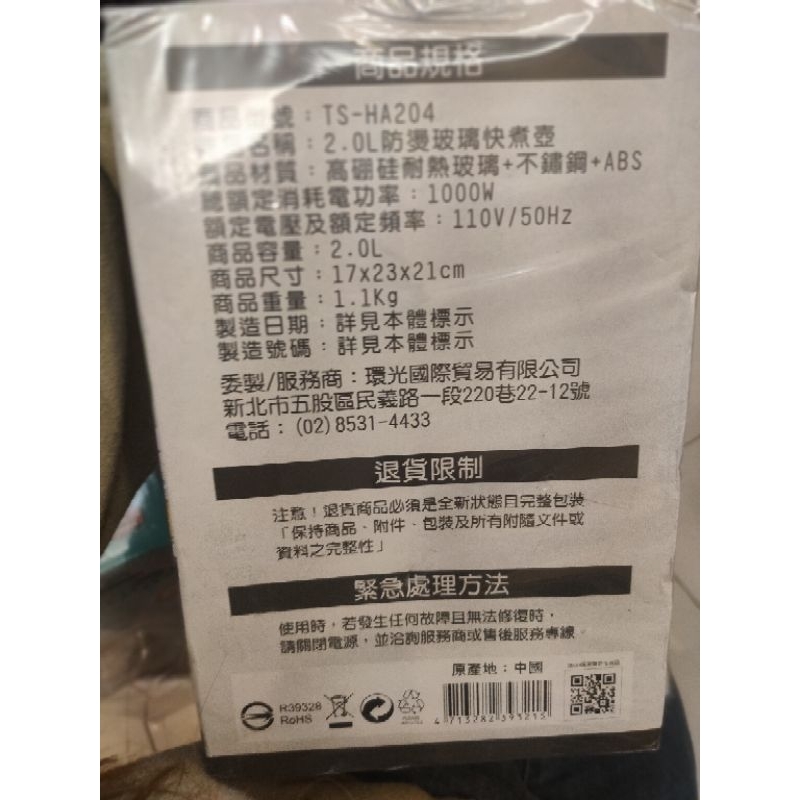 商品規格
商品型號：TS-HA204
商品名稱：2.0L防燙玻璃快煮壺
商品材質：高硼硅耐熱玻璃+不鏽鋼+ABS
總額定消耗電功率：1000W
額定電壓及額定頻率：110V/50Hz
商品容量：2.0L
商品尺寸：17x23x21cm
商品重量：1.1Kg
製造日期：詳見本體標示
製造號碼：詳見本體標示
委製/服務商：環光國際貿易有限公司
新北市五股區民義路一段220巷22-12號
電話：(02)8531-4433
退貨限制
注意！退貨商品必須是全新狀態且完整包裝
「保持商品、附件、包裝及所有附隨文件或
資料之完整性」
緊急處理方法
使用時，若發生任何故障且無法修復時，
請關閉電源，並洽詢服務商或售後服務專線。
原產地：中國
R39328
RoHS